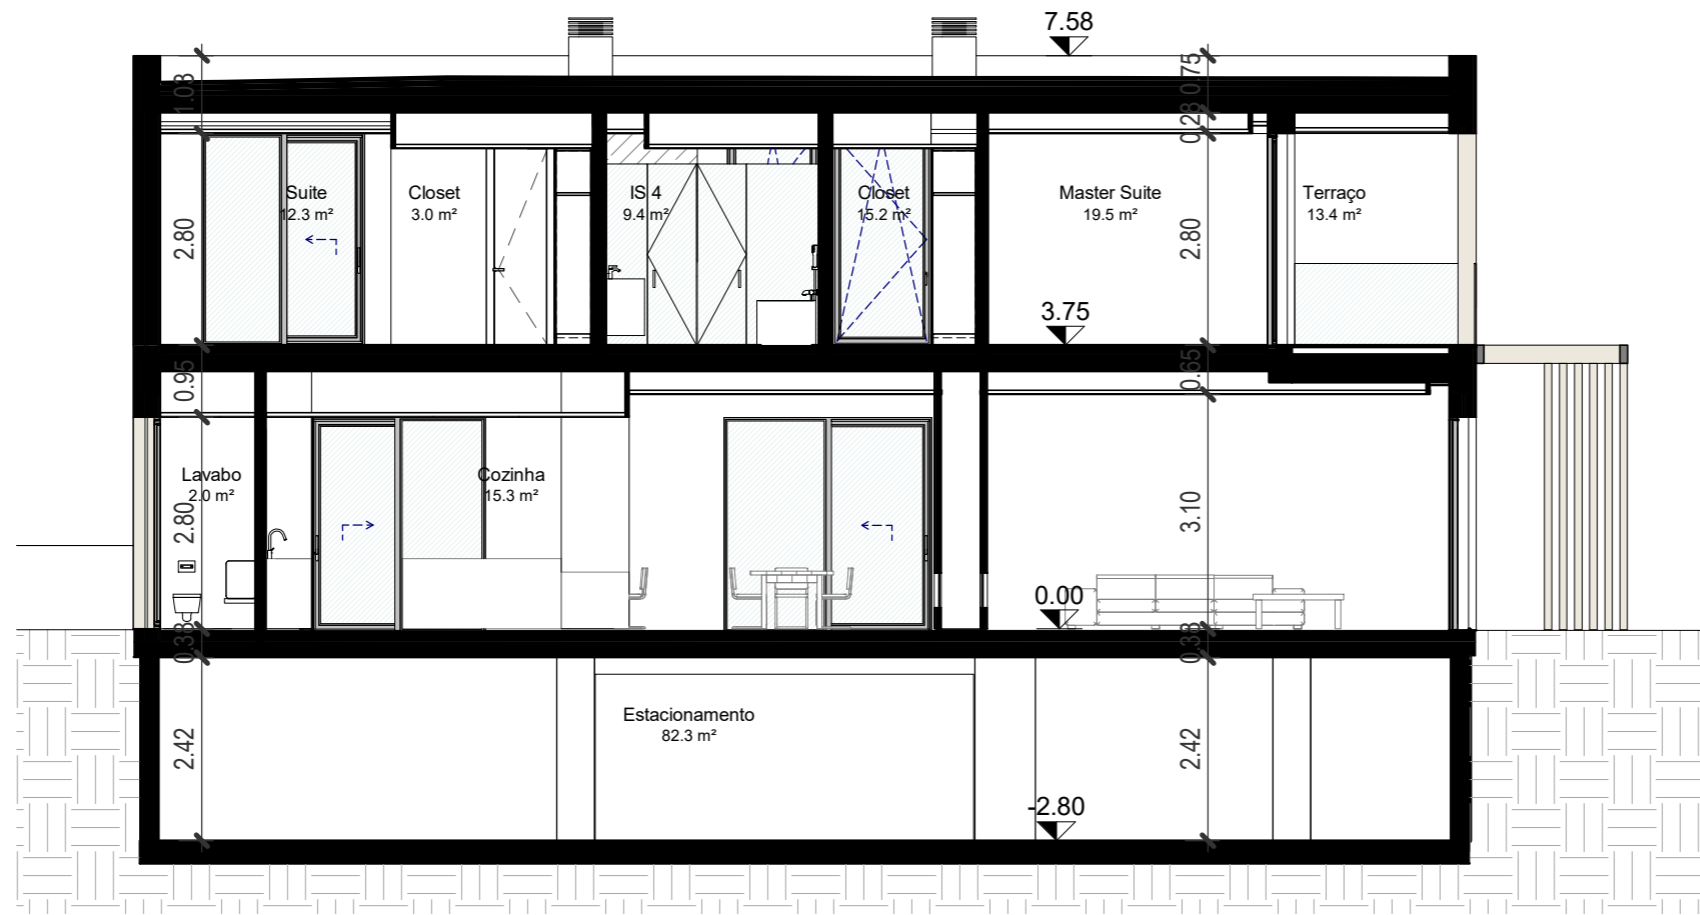 7.58
1.03
0.75
0.28
Suite
12.3 m²
Closet
3.0 m²
IS 4
9.4 m²
Closet
15.2 m²
Master Suite
19.5 m²
Terraço
13.4 m²
2.80
2.80
3.75
0.95
0.65
Lavabo
2.0 m²
Cozinha
15.3 m²
2.80
3.10
0.00
0.38
0.38
Estacionamento
82.3 m²
2.42
2.42
-2.80